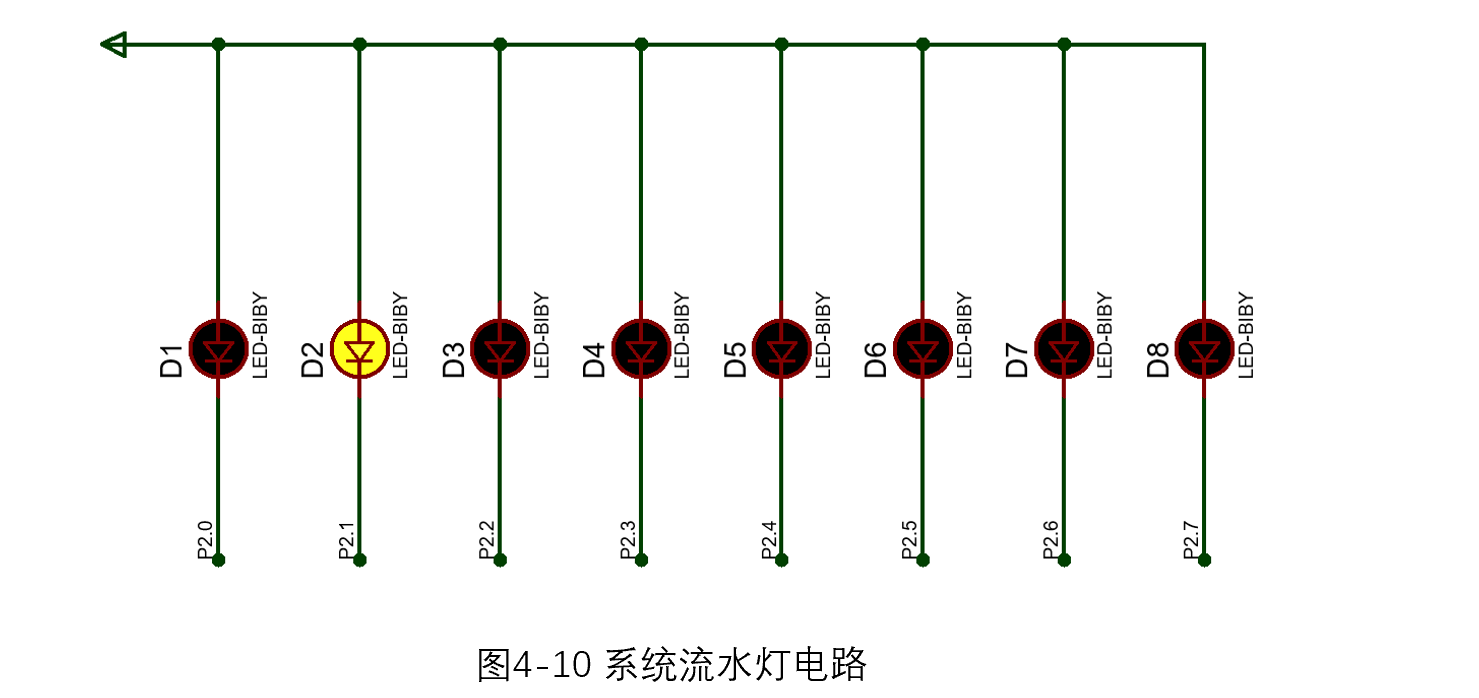 D1 LED-BIBY
D2 LED-BIBY
D3 LED-BIBY
D4 LED-BIBY
D5 LED-BIBY
D6 LED-BIBY
D7 LED-BIBY
D8 LED-BIBY
P2.0
P2.1
P2.2
P2.3
P2.4
P2.5
P2.6
P2.7
图4-10 系统流水灯电路